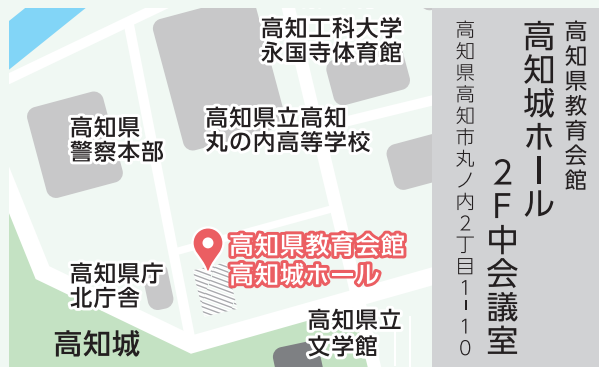 高知工科大学
永国寺体育館
高知県
警察本部
高知県立高知
丸の内高等学校
高知県教育会館
高知城ホール
高知県庁
北庁舎
高知城
高知県立
文学館
高知県教育会館
高知城ホール
2F中会議室
高知県高知市丸ノ内2丁目1-10